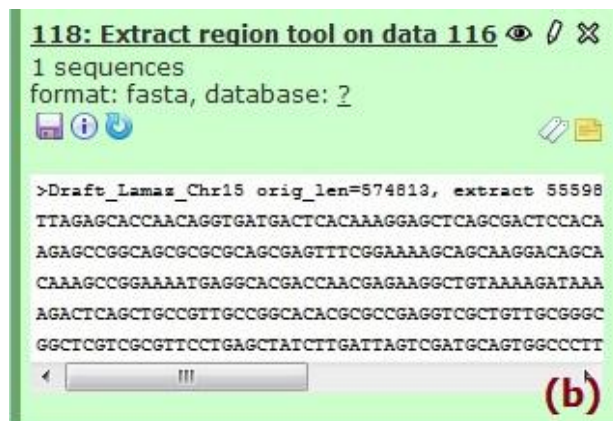 118: Extract region tool on data 116
1 sequences
format: fasta, database: ?
>Draft_Lamaz_Chr15 orig_len=574813, extract 55598
TTAGAGCACCAACAGGTGATGACTCACAAAGGAGCTCAGCGACTCCACA
AGAGCCGGCAGCGCGCGCAGCGAGTTTCGGAAAAGCAGCAAGGACAGCA
CAAAGCCGGAAAATGAGGCACGACCAACGAGAAGGCTGTAAAAGATAAA
AGACTCAGCTGCCGTTGCCGGCACACGCGCCGAGGTCGCTGTTGCGGGC
GGCTCGTCGCGTTCCTGAGCTATCTTGATTAGTCGATGCAGTGGCCCTT
(b)